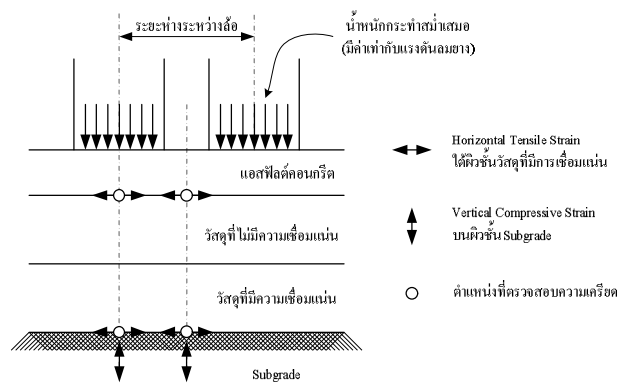 ระยะห่างระหว่างล้อ
น้ำหนักกระทำสม่ำเสมอ
(มีค่าเท่ากับแรงดันลมยาง)
แอสฟัลต์คอนกรีต
วัสดุที่ไม่มีความเชื่อมแน่น
วัสดุที่มีความเชื่อมแน่น
Subgrade
Horizontal Tensile Strain
ใต้ผิวชั้นวัสดุที่มีการเชื่อมแน่น
Vertical Compressive Strain
บนผิวชั้น Subgrade
ตำแหน่งที่ตรวจสอบความเครียด